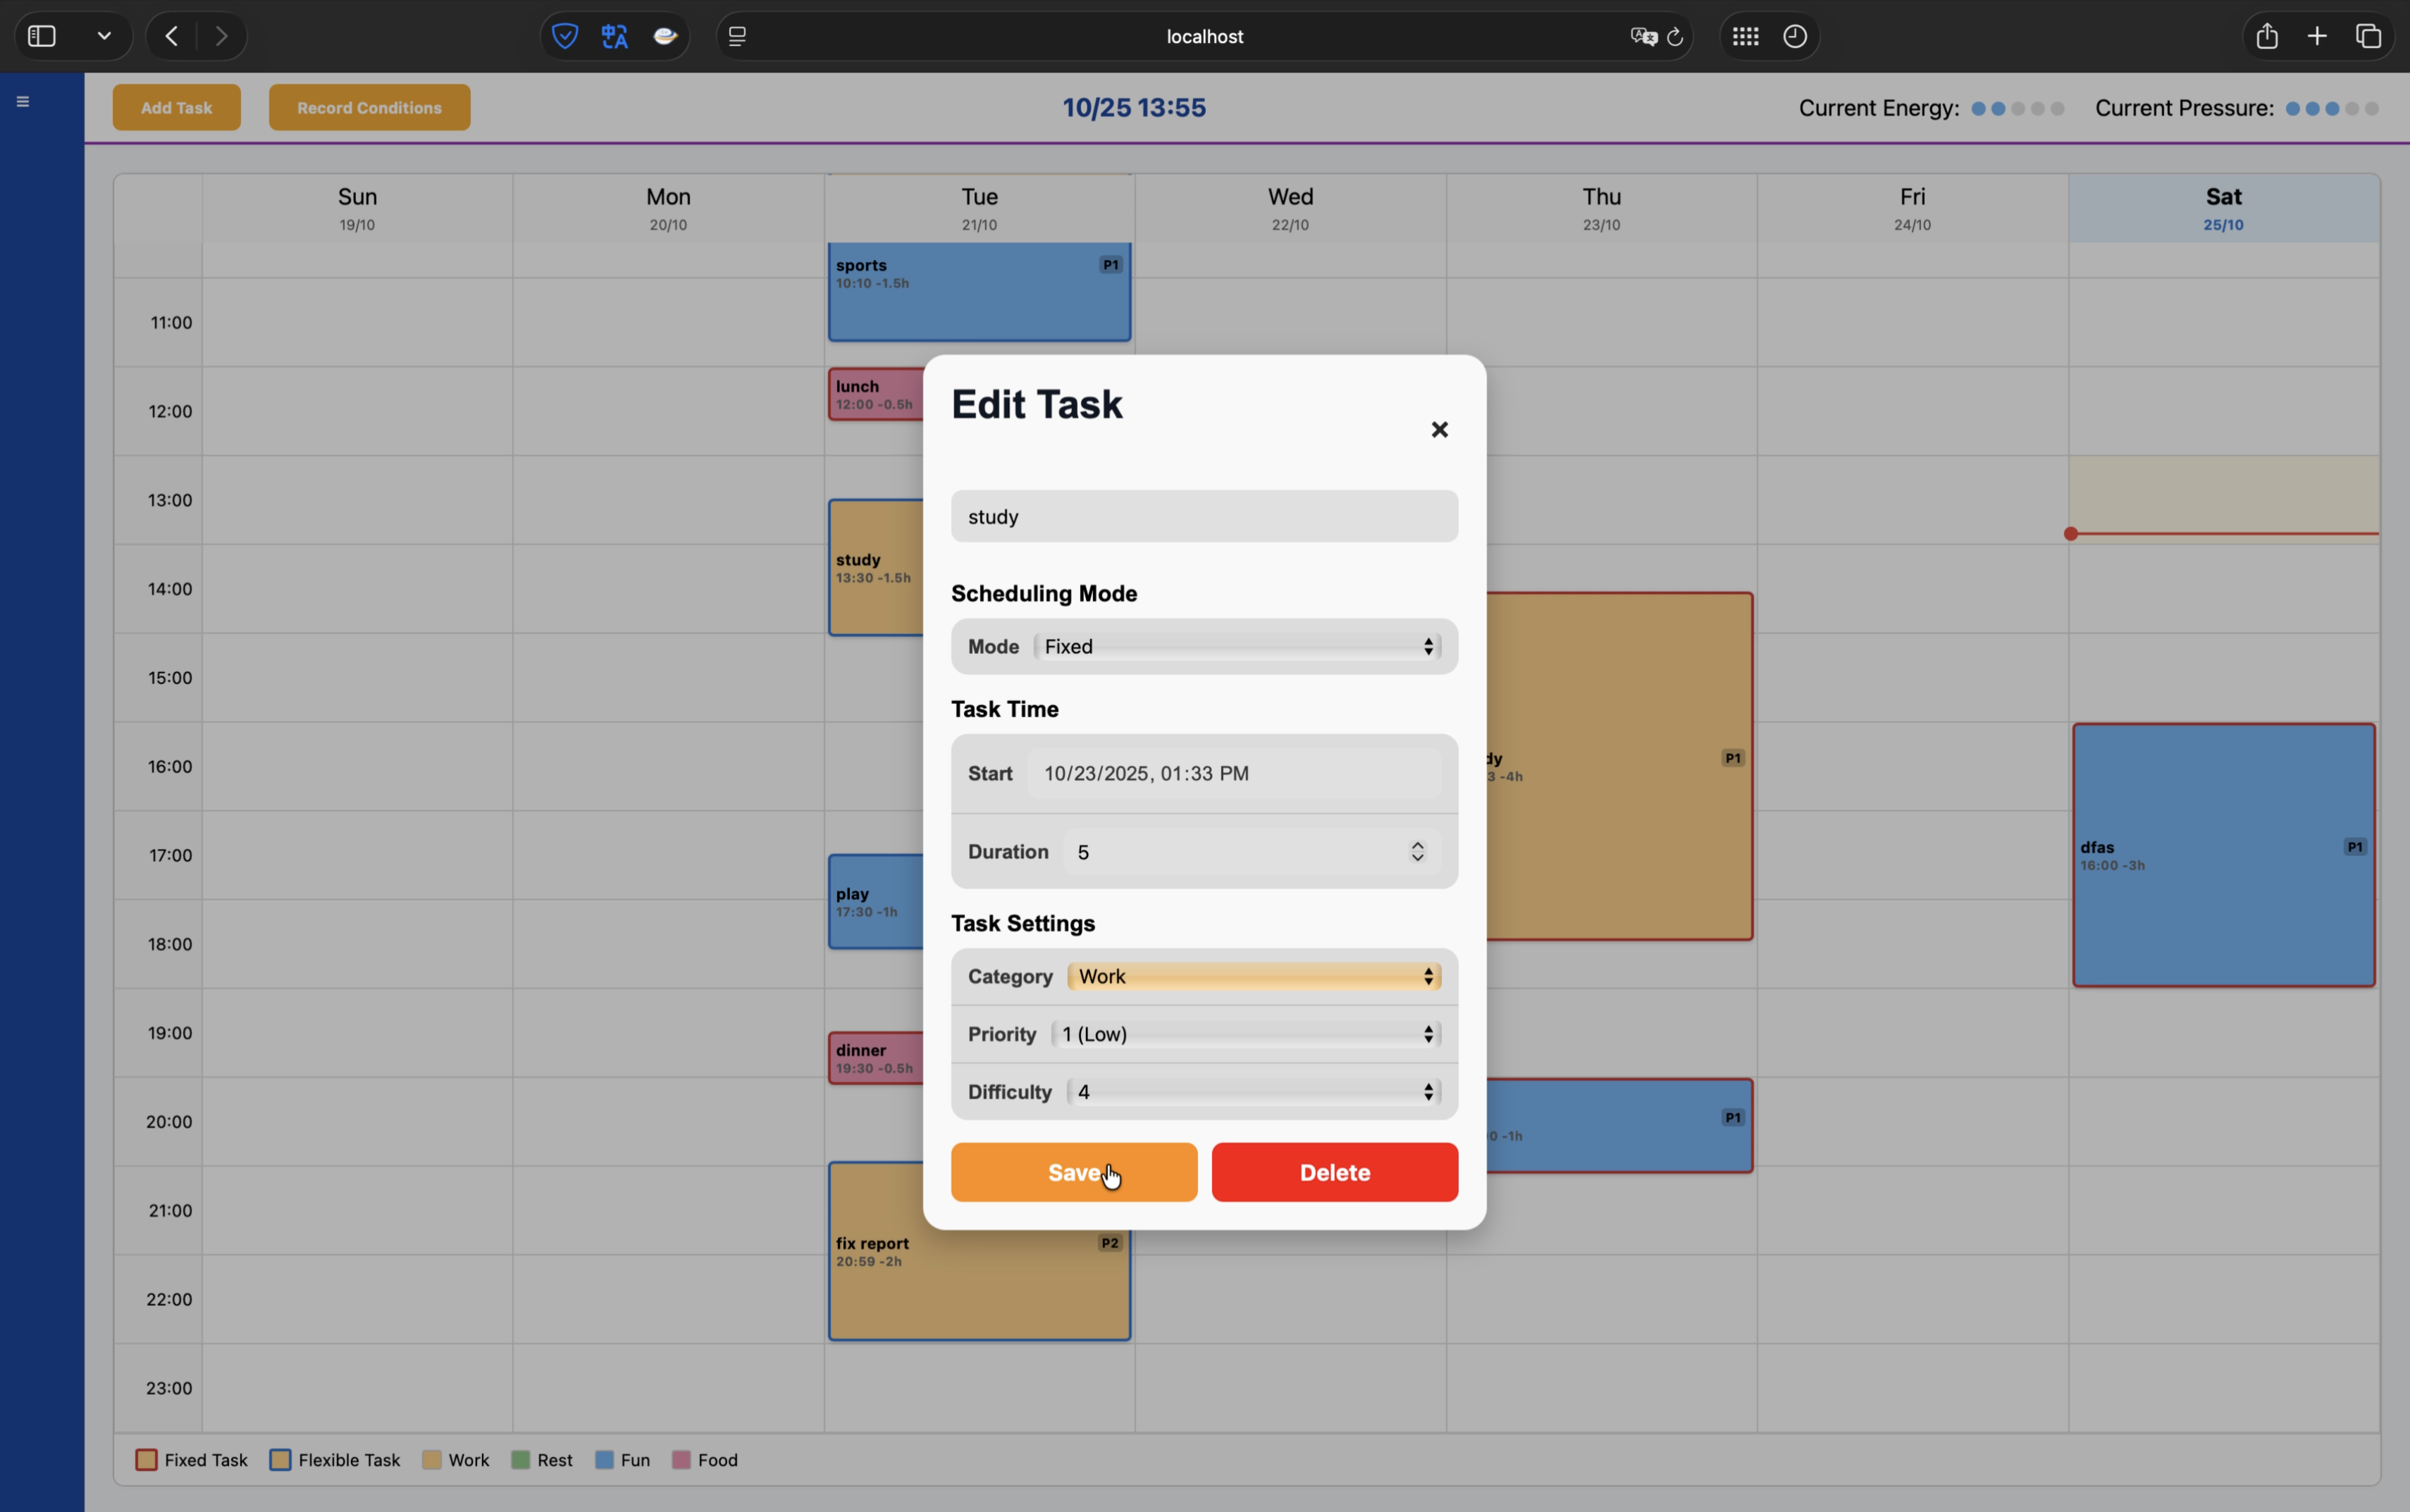 localhost
Add Task
Record Conditions
10/25 13:55
Current Energy:
Current Pressure:
Sun
19/10
Mon
20/10
Tue
21/10
Wed
22/10
Thu
23/10
Fri
24/10
Sat
25/10
11:00
12:00
13:00
14:00
15:00
16:00
17:00
18:00
19:00
20:00
21:00
22:00
23:00
sports
P1
10:10 -1.5h
lunch
12:00 -0.5h
study
13:30 -1.5h
play
17:30 -1h
dinner
19:30 -0.5h
fix report
P2
20:59 -2h
Edit Task
study
Scheduling Mode
Mode Fixed
Task Time
Start 10/23/2025, 01:33 PM
Duration 5
Task Settings
Category Work
Priority 1 (Low)
Difficulty 4
Save
Delete
dy
P1
3 -4h
P1
0 -1h
dfas
P1
16:00 -3h
Fixed Task
Flexible Task
Work
Rest
Fun
Food